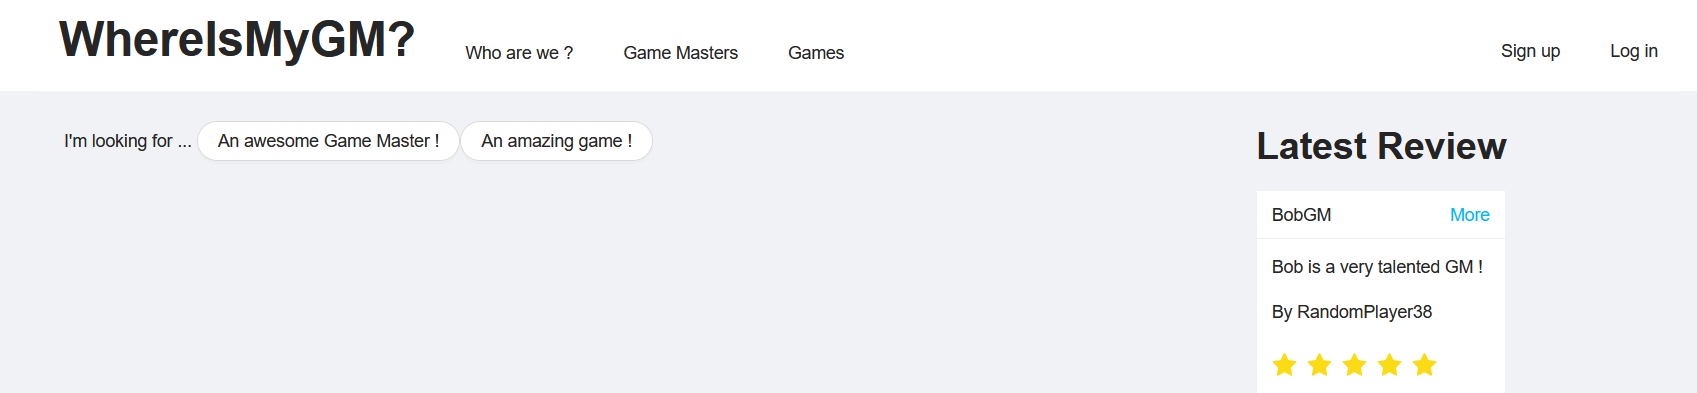 WhereIsMyGM?
Who are we ?
Game Masters
Games
Sign up
Log in
I'm looking for ... An awesome Game Master ! An amazing game !
Latest Review
BobGM More
Bob is a very talented GM !
By RandomPlayer38